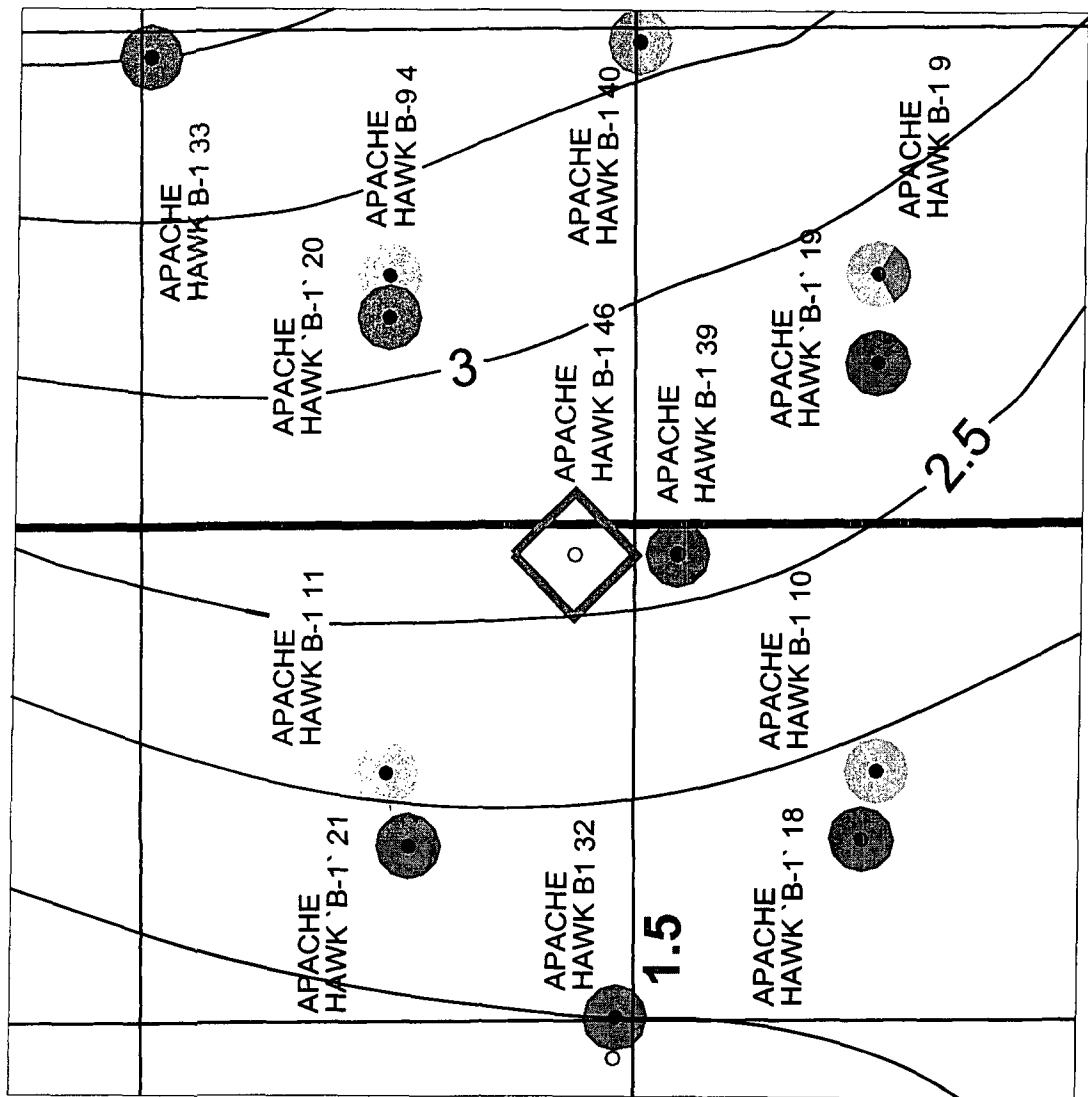 APACHE
HAWK B-1 33
APACHE
HAWK `B-1` 21
APACHE
HAWK B-1 11
APACHE
HAWK `B-1` 20
APACHE
HAWK B-9 4
3
APACHE
HAWK B1 32
APACHE
HAWK B-1 46
APACHE
HAWK B-1 40
1.5
APACHE
HAWK B-1 39
APACHE
HAWK `B-1` 18
APACHE
HAWK B-1 10
APACHE
HAWK `B-1` 19
APACHE
HAWK B-1 9
2.5